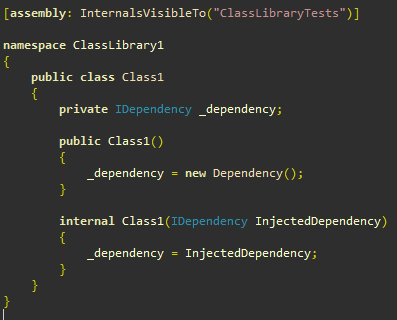 [assembly: InternalsVisibleTo("ClassLibraryTests")]
namespace ClassLibrary1
{
public class Class1
{
private IDependency _dependency;
public Class1()
{
_dependency = new Dependency();
}
internal Class1(IDependency InjectedDependency)
{
_dependency = InjectedDependency;
}
}
}